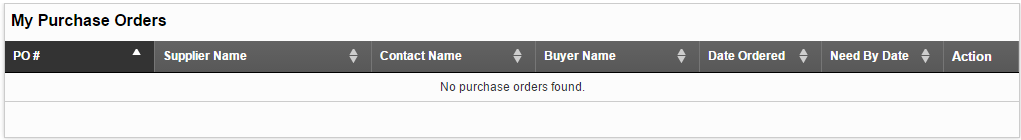 My Purchase Orders
PO # Supplier Name Contact Name Buyer Name Date Ordered Need By Date Action
No purchase orders found.